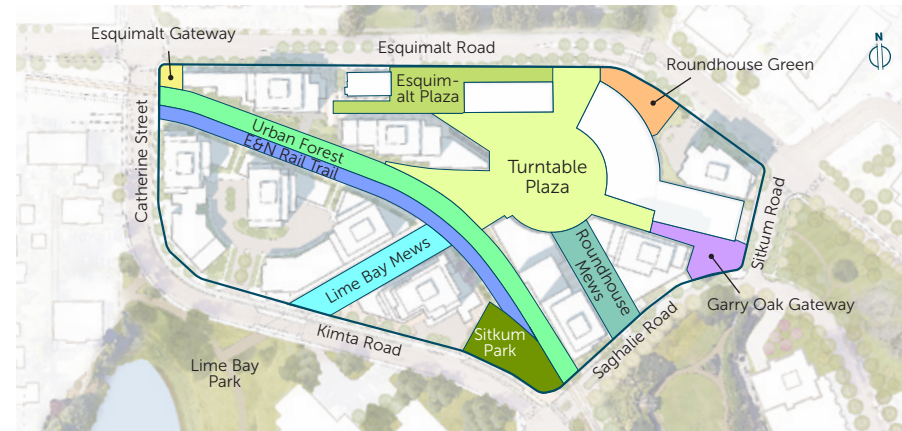 Esquimalt Gateway
Esquimalt Road
N
Roundhouse Green
Esquim-
alt Plaza
Catherine Street
Urban Forest
E&N Rail Trail
Turntable
Plaza
Sitkum Road
Lime Bay Mews
Roundhouse
Mews
Garry Oak Gateway
Kimta Road
Sitkum
Park
Saghalie Road
Lime Bay
Park